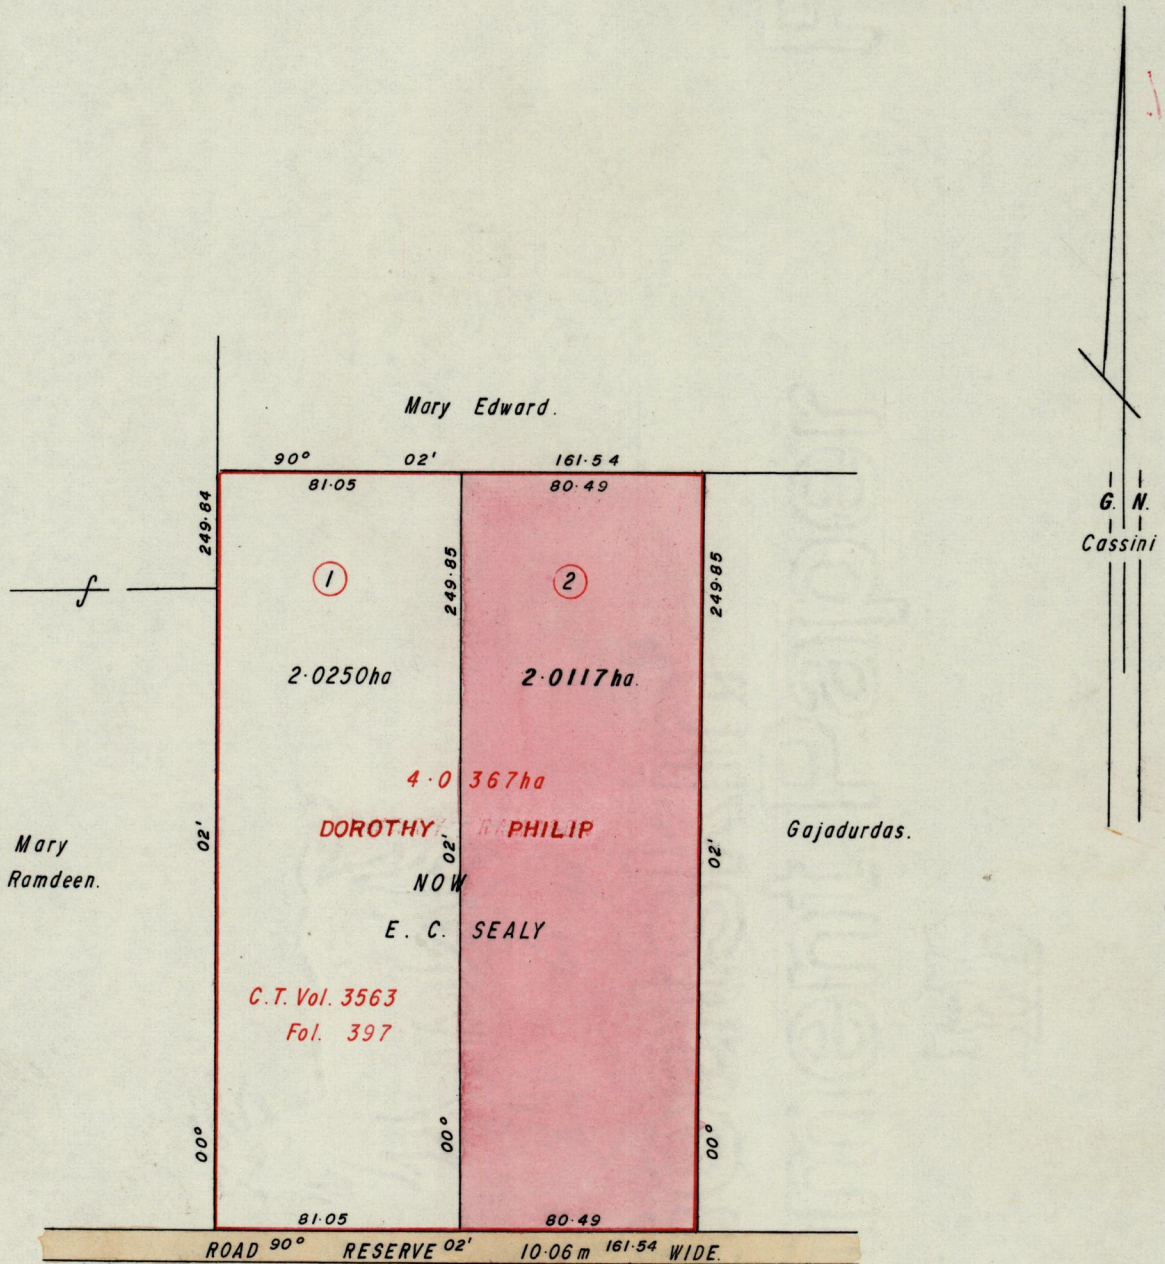 Mary Edward.
90° 02' 161·54
81·05 80·49
249·84
249·85
249·85
G. N.
Cassini
1 2
2·0250ha 2·0117ha.
4·0367ha
DOROTHY PHILIP
Mary
Ramdeen.
02'
02'
02'
Gajadurdas.
NOW
E. C. SEALY
C.T. Vol. 3563
Fol. 397
00°
00°
00°
81·05 80·49
ROAD 90° RESERVE 02' 10·06m 161·54 WIDE.